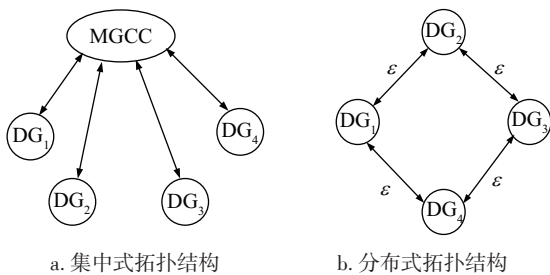 MGCC
DG₁
DG₂
DG₃
DG₄
a. 集中式拓扑结构
DG₂
ε
ε
DG₁
DG₃
ε
ε
DG₄
b. 分布式拓扑结构